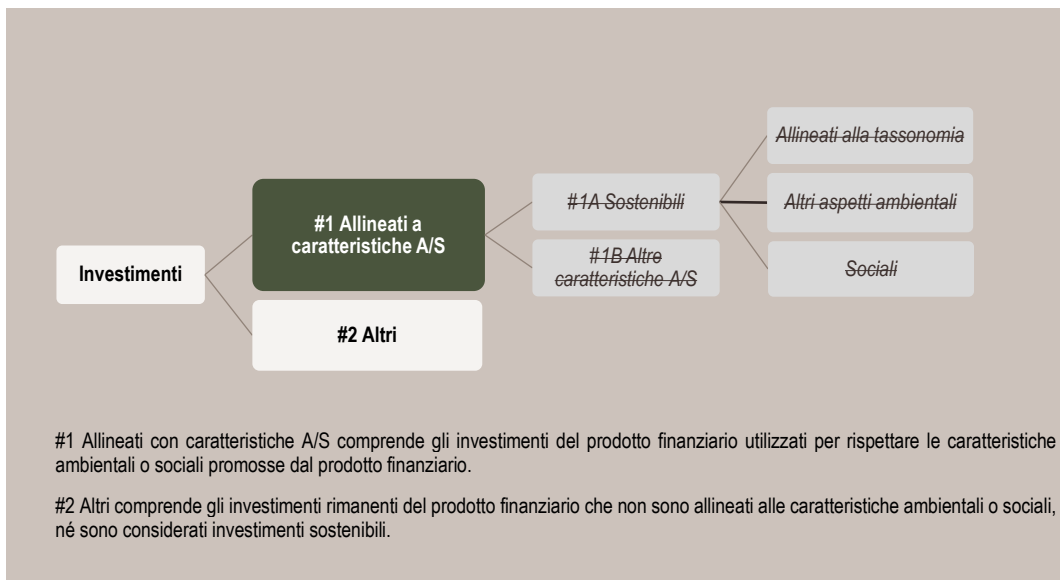 Allineati alla tassonomia
#1 Allineati a
caratteristiche A/S
#1A Sostenibili
Altri aspetti ambientali
Investimenti
#1B Altre
caratteristiche A/S
Sociali
#2 Altri
#1 Allineati con caratteristiche A/S comprende gli investimenti del prodotto finanziario utilizzati per rispettare le caratteristiche
ambientali o sociali promosse dal prodotto finanziario.
#2 Altri comprende gli investimenti rimanenti del prodotto finanziario che non sono allineati alle caratteristiche ambientali o sociali,
né sono considerati investimenti sostenibili.